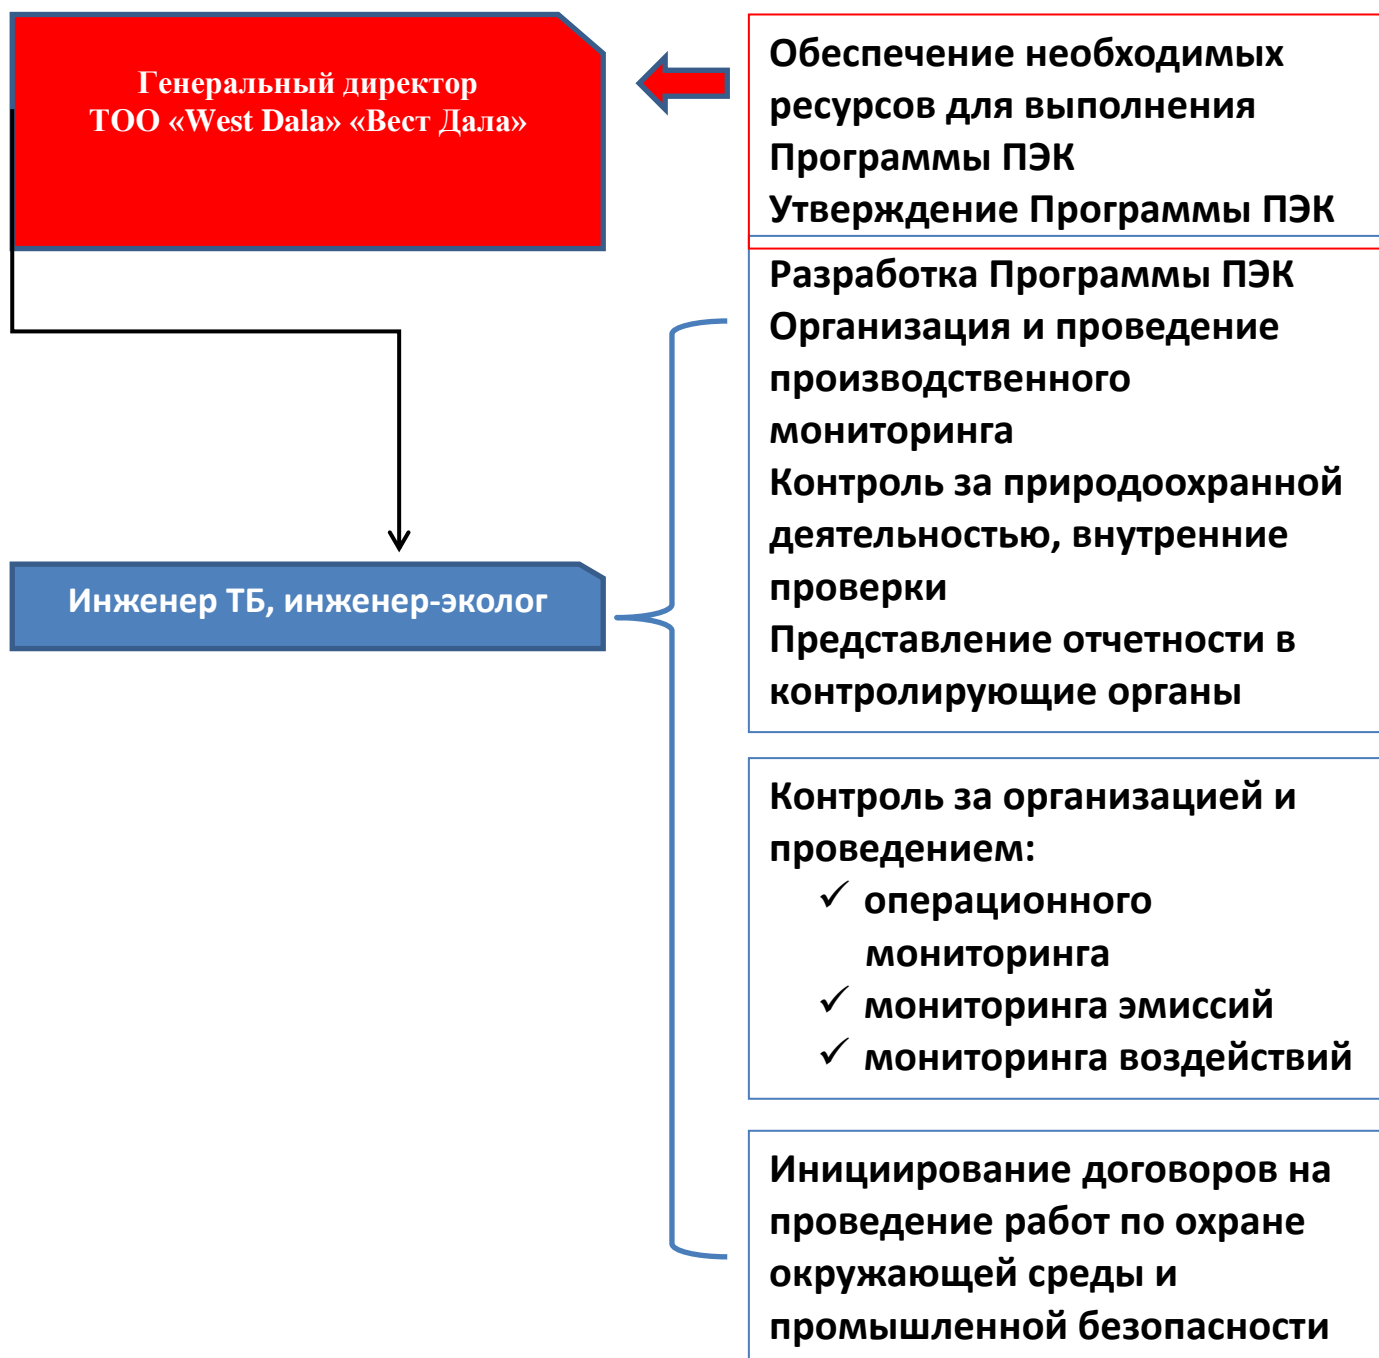 Генеральный директор
ТОО «West Dala» «Вест Дала»
Обеспечение необходимых
ресурсов для выполнения
Программы ПЭК
Утверждение Программы ПЭК
Инженер ТБ, инженер-эколог
Разработка Программы ПЭК
Организация и проведение
производственного
мониторинга
Контроль за природоохранной
деятельностью, внутренние
проверки
Представление отчетности в
контролирующие органы
Контроль за организацией и
проведением:
✓ операционного
мониторинга
✓ мониторинга эмиссий
✓ мониторинга воздействий
Инициирование договоров на
проведение работ по охране
окружающей среды и
промышленной безопасности